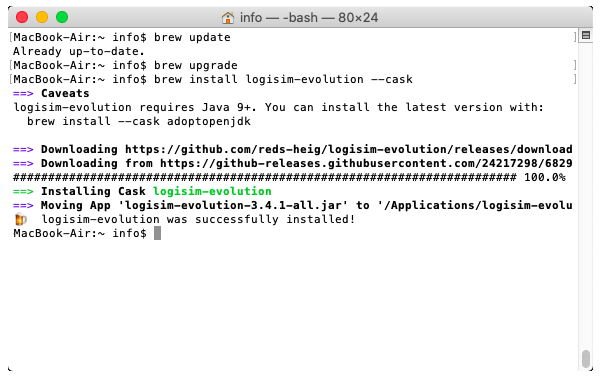 info — -bash — 80×24
[MacBook-Air:~ info$ brew update ]
Already up-to-date.
[MacBook-Air:~ info$ brew upgrade ]
[MacBook-Air:~ info$ brew install logisim-evolution --cask ]
==> Caveats
logisim-evolution requires Java 9+. You can install the latest version with:
  brew install --cask adoptopenjdk

==> Downloading https://github.com/reds-heig/logisim-evolution/releases/download
==> Downloading from https://github-releases.githubusercontent.com/24217298/6829
######################################################################## 100.0%
==> Installing Cask logisim-evolution
==> Moving App 'logisim-evolution-3.4.1-all.jar' to '/Applications/logisim-evolu
🍺  logisim-evolution was successfully installed!
MacBook-Air:~ info$